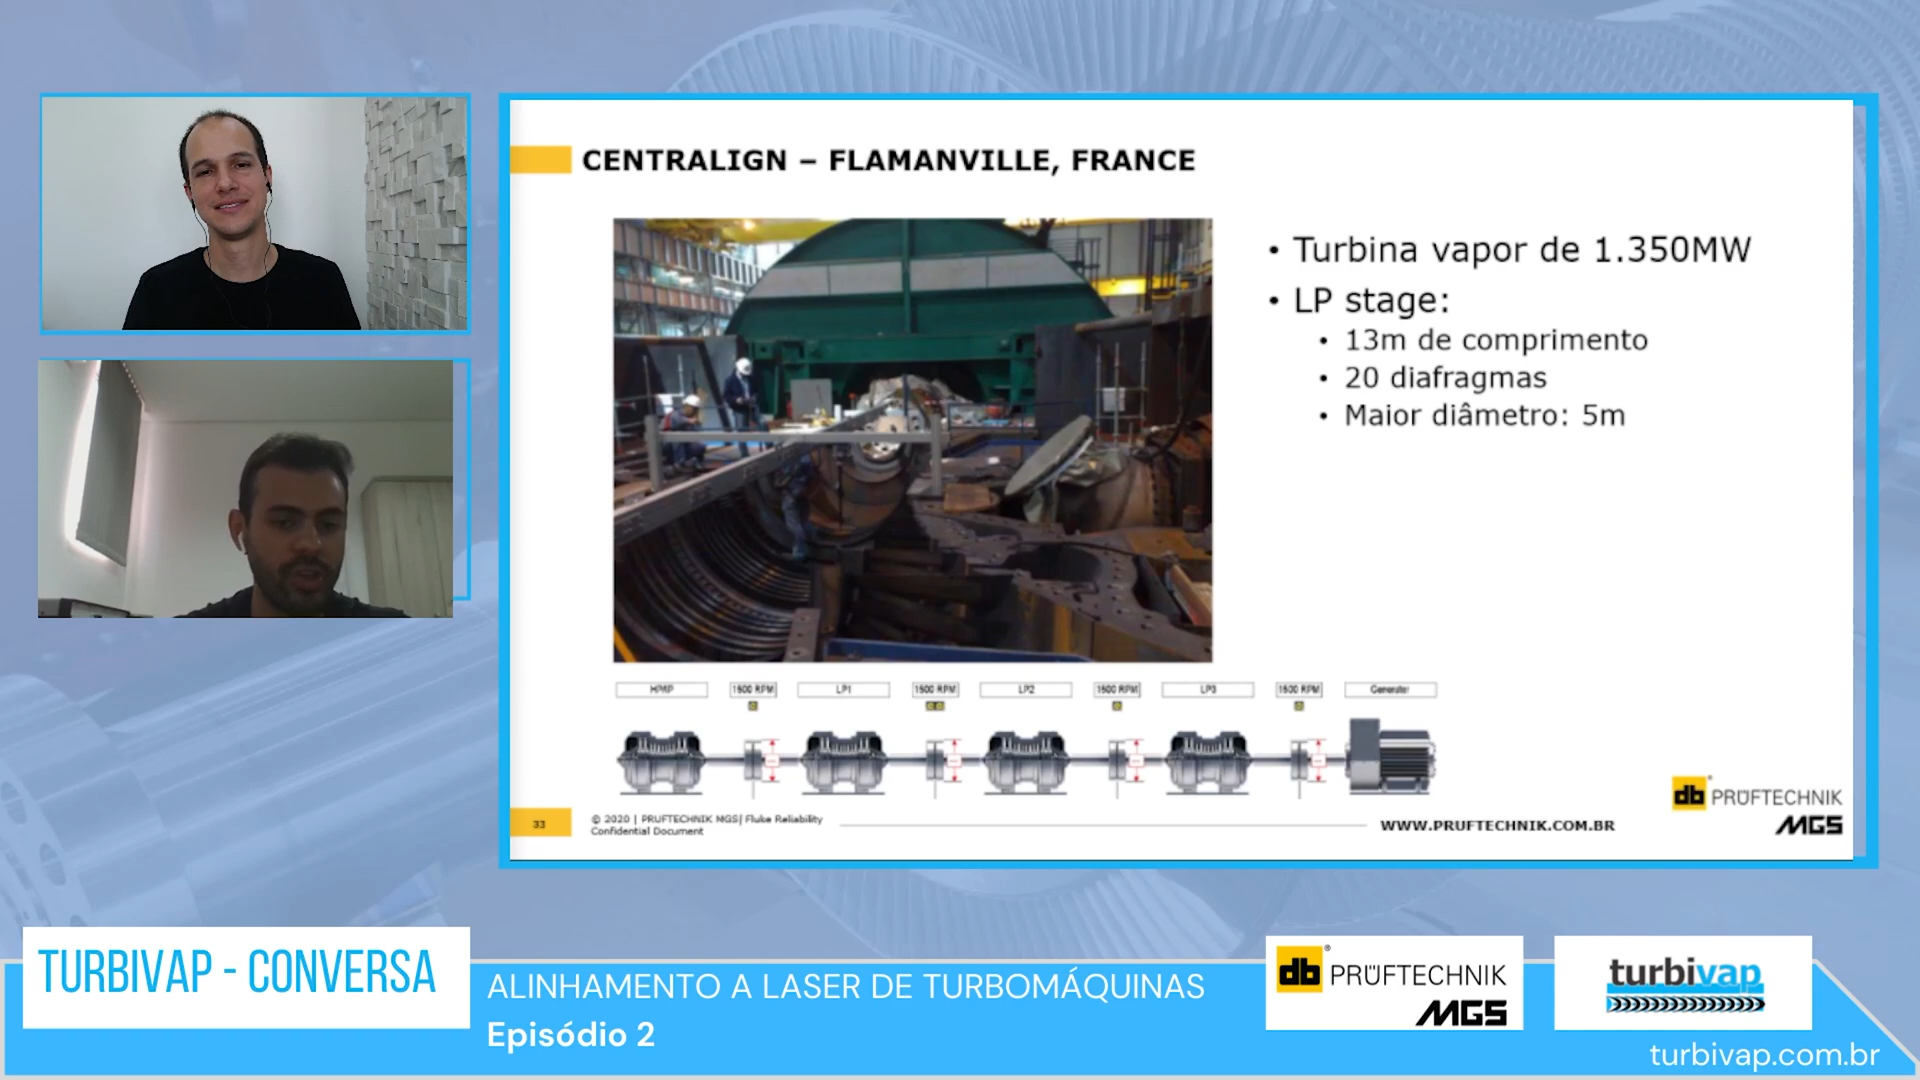 CENTRALIGN – FLAMANVILLE, FRANCE
• Turbina vapor de 1.350MW
• LP stage:
• 13m de comprimento
• 20 diafragmas
• Maior diâmetro: 5m
HP/IP 1500 RPM LP1 1500 RPM LP2 1500 RPM LP3 1500 RPM Generator
33
© 2020 | PRUFTECHNIK MGS| Fluke Reliability
Confidential Document
WWW.PRUFTECHNIK.COM.BR
db PRÜFTECHNIK
MGS
TURBIVAP - CONVERSA
ALINHAMENTO A LASER DE TURBOMÁQUINAS
Episódio 2
db® PRÜFTECHNIK
MGS
turbivap
turbivap.com.br